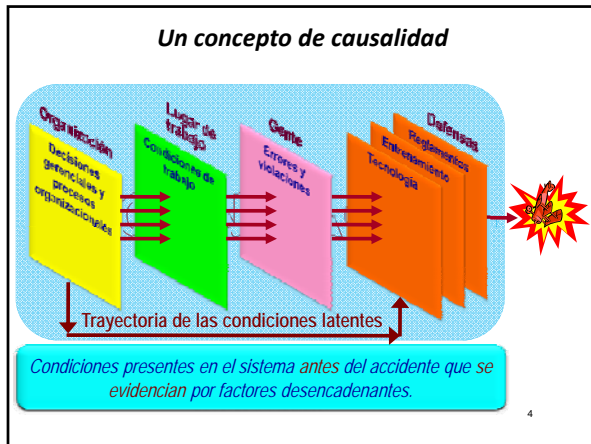 Un concepto de causalidad
Organización
Lugar de
trabajo
Gente
Defensas
Decisiones
gerenciales y
procesos
organizacionales
Condiciones de
trabajo
Errores y
violaciones
Reglamentos
Entrenamiento
Tecnología
Trayectoria de las condiciones latentes
Condiciones presentes en el sistema antes del accidente que se
evidencian por factores desencadenantes.
4